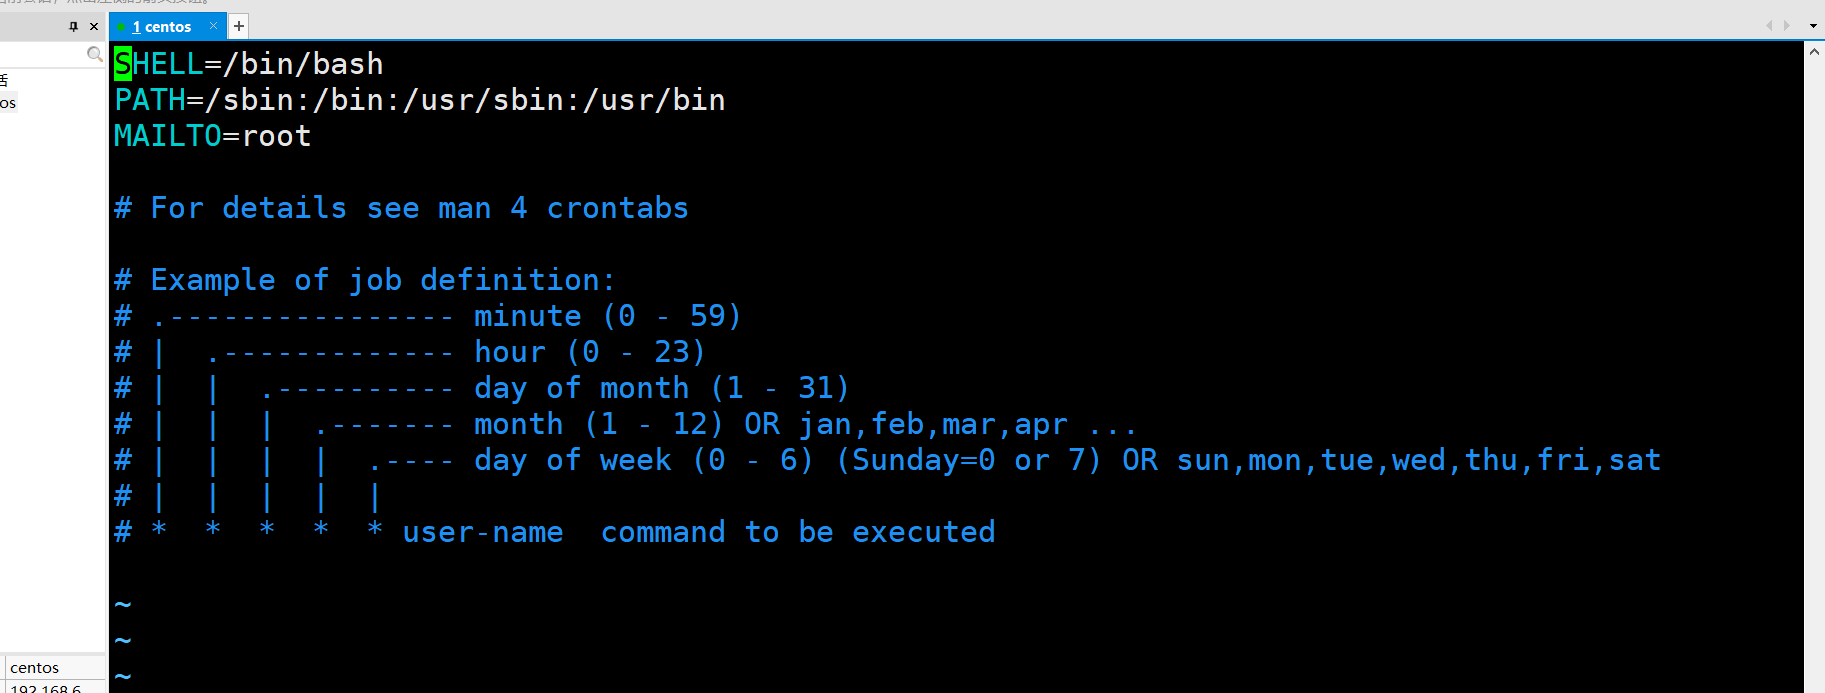 1 centos
SHELL=/bin/bash
PATH=/sbin:/bin:/usr/sbin:/usr/bin
MAILTO=root
# For details see man 4 crontabs
# Example of job definition:
# .---------------- minute (0 - 59)
# |  .------------- hour (0 - 23)
# |  |  .---------- day of month (1 - 31)
# |  |  |  .------- month (1 - 12) OR jan,feb,mar,apr ...
# |  |  |  |  .---- day of week (0 - 6) (Sunday=0 or 7) OR sun,mon,tue,wed,thu,fri,sat
# |  |  |  |  |
# *  *  *  *  * user-name  command to be executed
~
~
~
os
centos
192.168.6